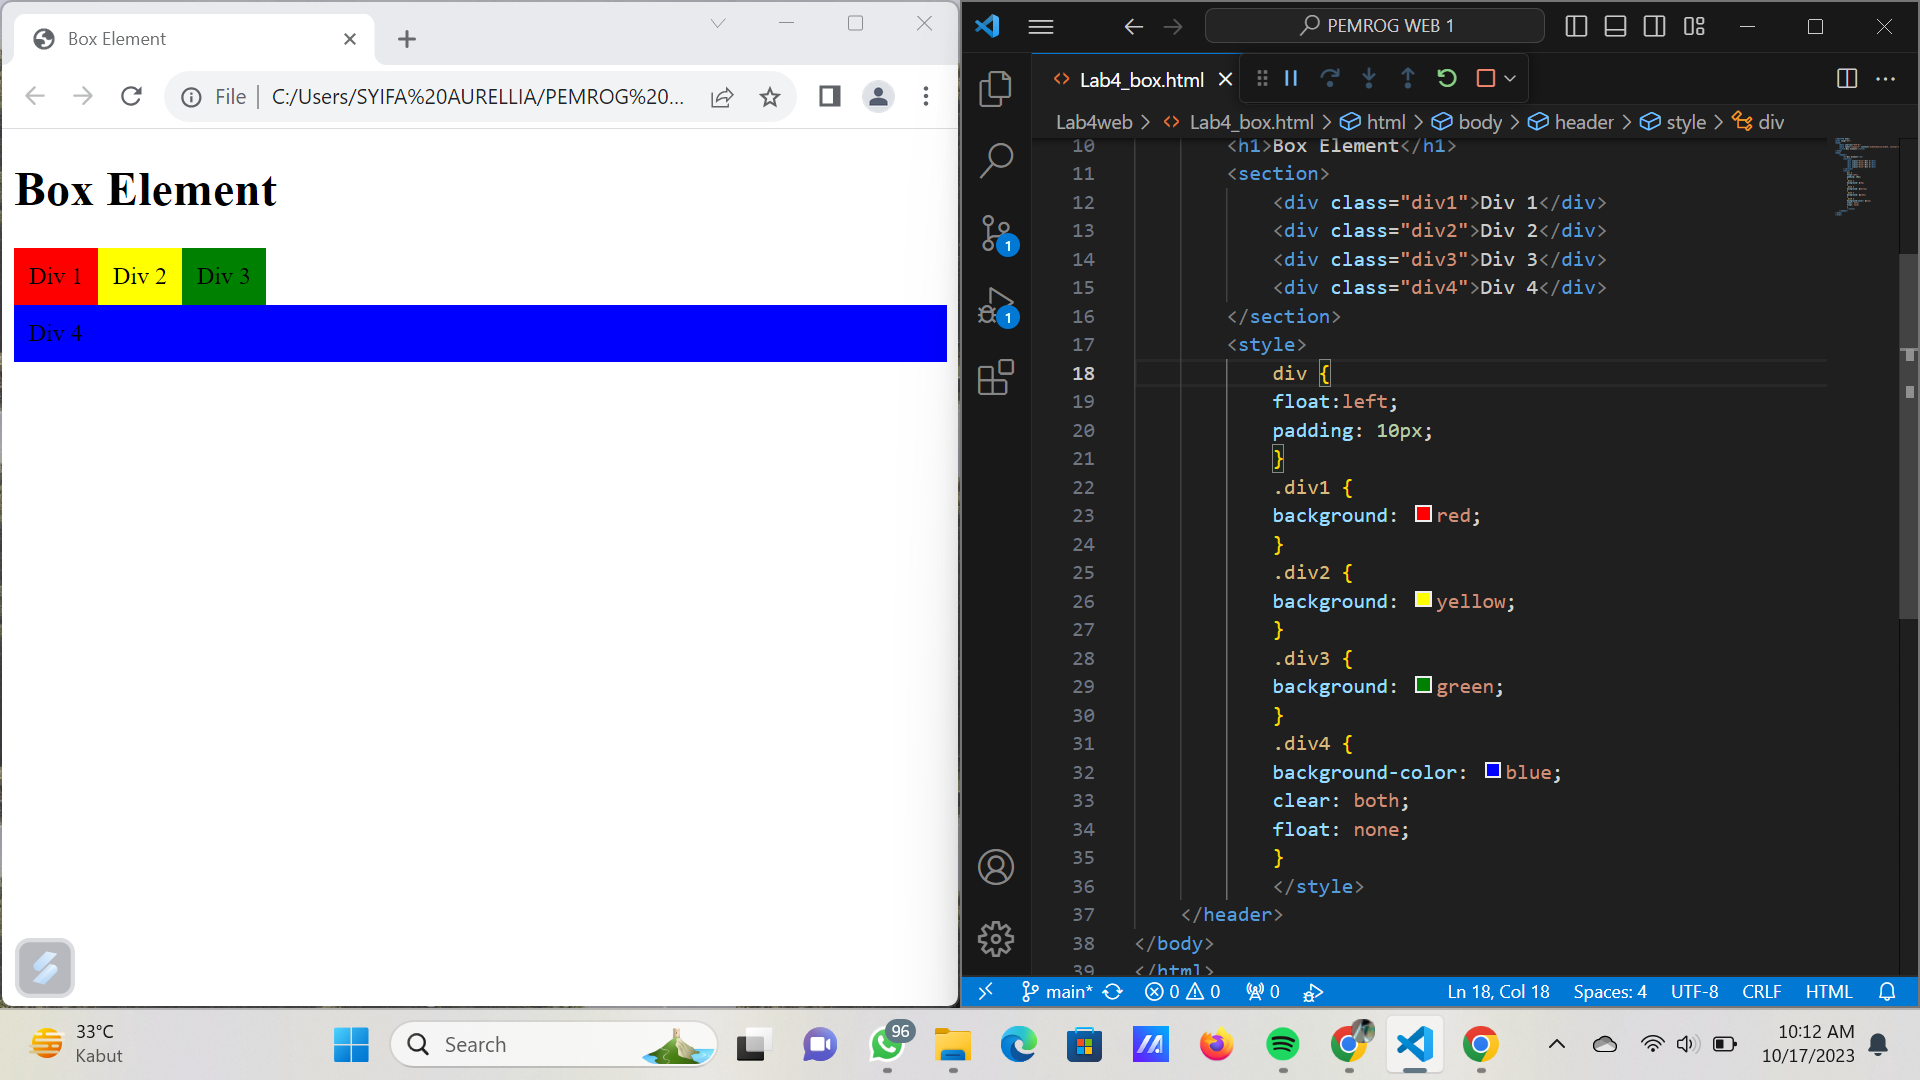 Box Element
File
C:/Users/SYIFA%20AURELLIA/PEMROG%20...
Box Element
Div 1
Div 2
Div 3
Div 4
PEMROG WEB 1
Lab4_box.html
Lab4web > Lab4_box.html > html > body > header > style > div
10 <h1>Box Element</h1>
11 <section>
12 <div class="div1">Div 1</div>
13 <div class="div2">Div 2</div>
14 <div class="div3">Div 3</div>
15 <div class="div4">Div 4</div>
16 </section>
17 <style>
18 div {
19 float:left;
20 padding: 10px;
21 }
22 .div1 {
23 background: red;
24 }
25 .div2 {
26 background: yellow;
27 }
28 .div3 {
29 background: green;
30 }
31 .div4 {
32 background-color: blue;
33 clear: both;
34 float: none;
35 }
36 </style>
37 </header>
38 </body>
39 </html>
1
1
main* 0 0 0
Ln 18, Col 18 Spaces: 4 UTF-8 CRLF HTML
33°C
Kabut
Search
96
10:12 AM
10/17/2023